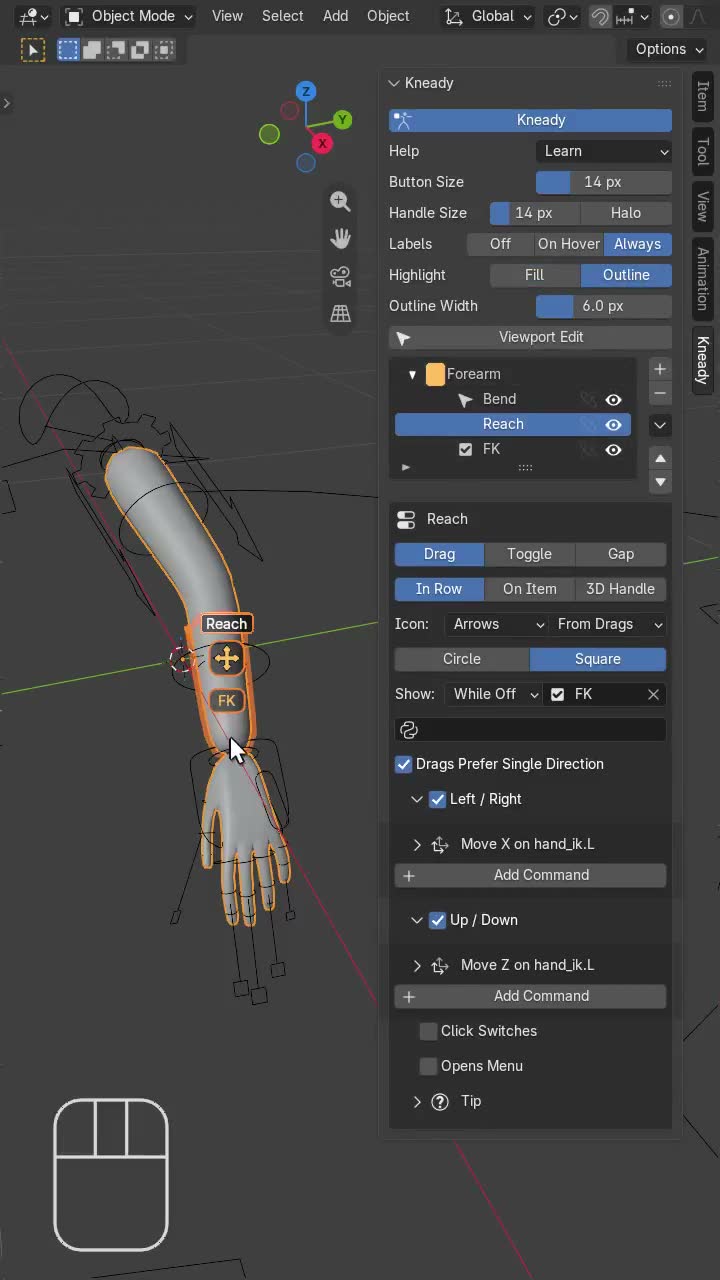 Object Mode View Select Add Object Global
Options
Kneady
Kneady
Help Learn
Button Size 14 px
Handle Size 14 px Halo
Labels Off On Hover Always
Highlight Fill Outline
Outline Width 6.0 px
Viewport Edit
Forearm
Bend
Reach
FK
Reach
Drag Toggle Gap
In Row On Item 3D Handle
Icon: Arrows From Drags
Circle Square
Show: While Off FK
Drags Prefer Single Direction
Left / Right
Move X on hand_ik.L
Add Command
Up / Down
Move Z on hand_ik.L
Add Command
Click Switches
Opens Menu
Tip
Item
Tool
View
Animation
Kneady
Z
Y
X
Reach
FK